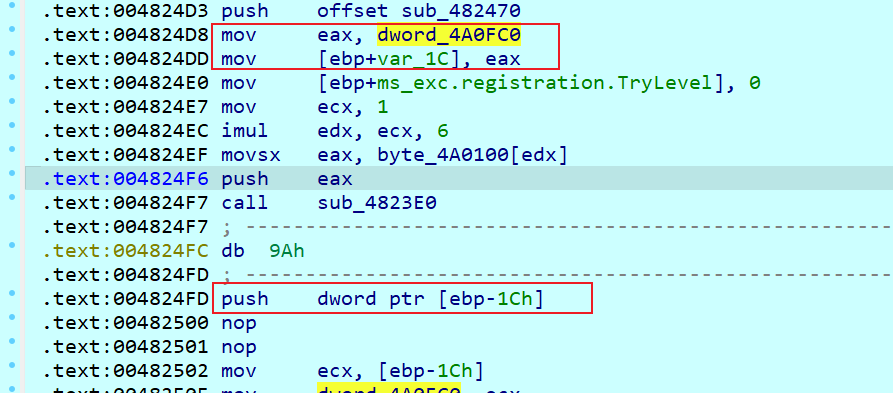 .text:004824D3 push offset sub_482470
.text:004824D8 mov eax, dword_4A0FC0
.text:004824DD mov [ebp+var_1C], eax
.text:004824E0 mov [ebp+ms_exc.registration.TryLevel], 0
.text:004824E7 mov ecx, 1
.text:004824EC imul edx, ecx, 6
.text:004824EF movsx eax, byte_4A0100[edx]
.text:004824F6 push eax
.text:004824F7 call sub_4823E0
.text:004824F7 ; ---------------------------------------------------------
.text:004824FC db 9Ah
.text:004824FD ; ---------------------------------------------------------
.text:004824FD push dword ptr [ebp-1Ch]
.text:00482500 nop
.text:00482501 nop
.text:00482502 mov ecx, [ebp-1Ch]